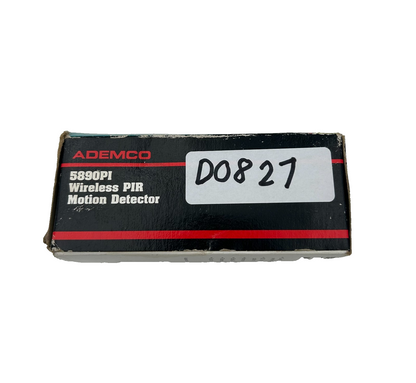 ADEMCO
5890PI
Wireless PIR
Motion Detector
D0827